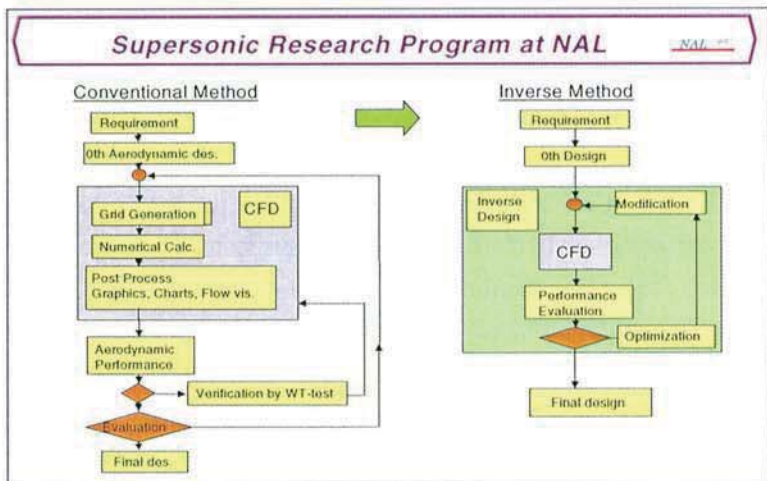 Supersonic Research Program at NAL
NAL
Conventional Method
Requirement
0th Aerodynamic des.
Grid Generation
CFD
Numerical Calc.
Post Process
Graphics, Charts, Flow vis.
Aerodynamic
Performance
Verification by WT-test
Evaluation
Final des.
Inverse Method
Requirement
0th Design
Inverse
Design
Modification
CFD
Performance
Evaluation.
Optimization
Final design